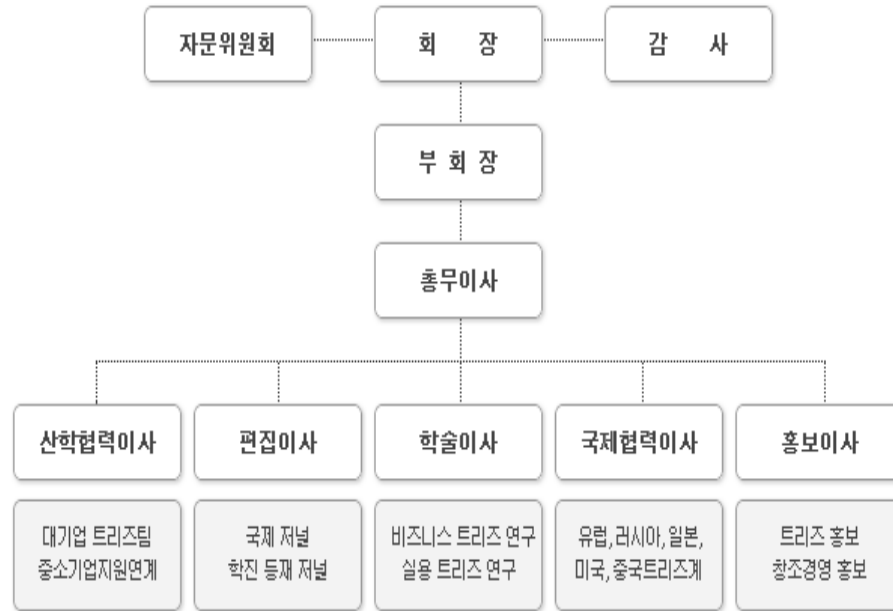 자문위원회
회 장
감 사
부 회 장
총무이사
산학협력이사
편집이사
학술이사
국제협력이사
홍보이사
대기업 트리즈팀
중소기업지원연계
국제 저널
학진 등재 저널
비즈니스 트리즈 연구
실용 트리즈 연구
유럽, 러시아, 일본,
미국, 중국트리즈계
트리즈 홍보
창조경영 홍보